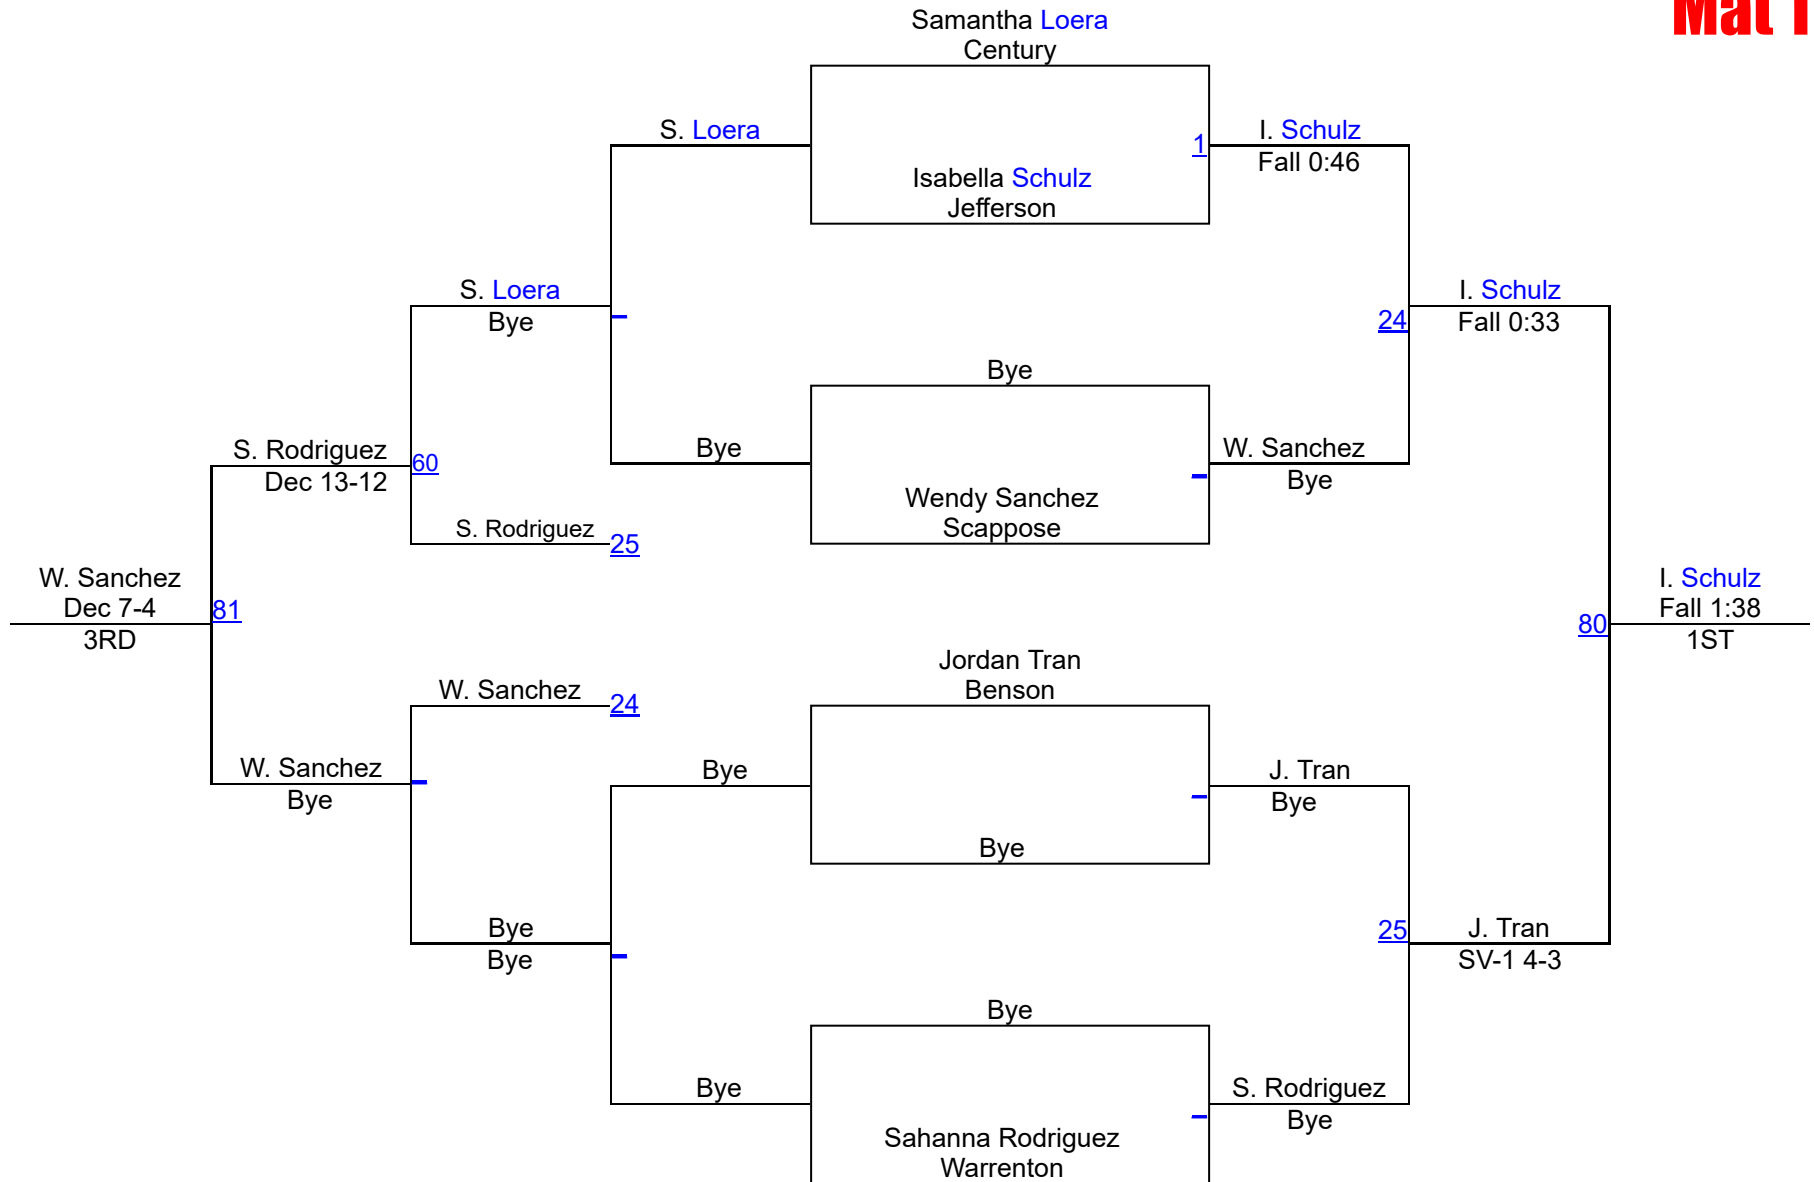 Samantha Loera
Century
Mat 1
S. Loera
1
I. Schulz
Fall 0:46
Isabella Schulz
Jefferson
S. Loera
Bye
24
I. Schulz
Fall 0:33
Bye
S. Rodriguez
Dec 13-12
60
Bye
W. Sanchez
Bye
Wendy Sanchez
Scappose
S. Rodriguez
25
W. Sanchez
Dec 7-4
3RD
81
80
I. Schulz
Fall 1:38
1ST
Jordan Tran
Benson
W. Sanchez
24
W. Sanchez
Bye
Bye
J. Tran
Bye
Bye
Bye
Bye
25
J. Tran
SV-1 4-3
Bye
Bye
S. Rodriguez
Bye
Sahanna Rodriguez
Warrenton